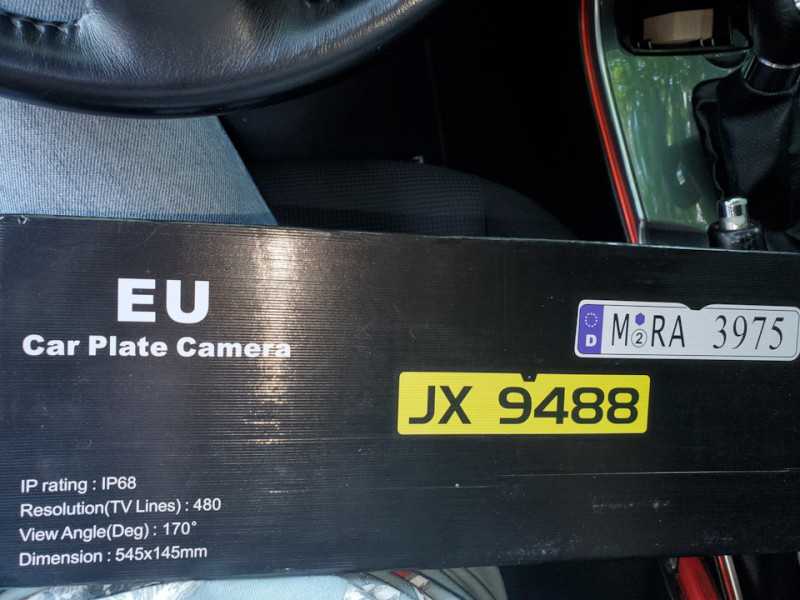 EU
Car Plate Camera
D M 2 RA 3975
JX 9488
IP rating : IP68
Resolution(TV Lines) : 480
View Angle(Deg) : 170°
Dimension : 545x145mm